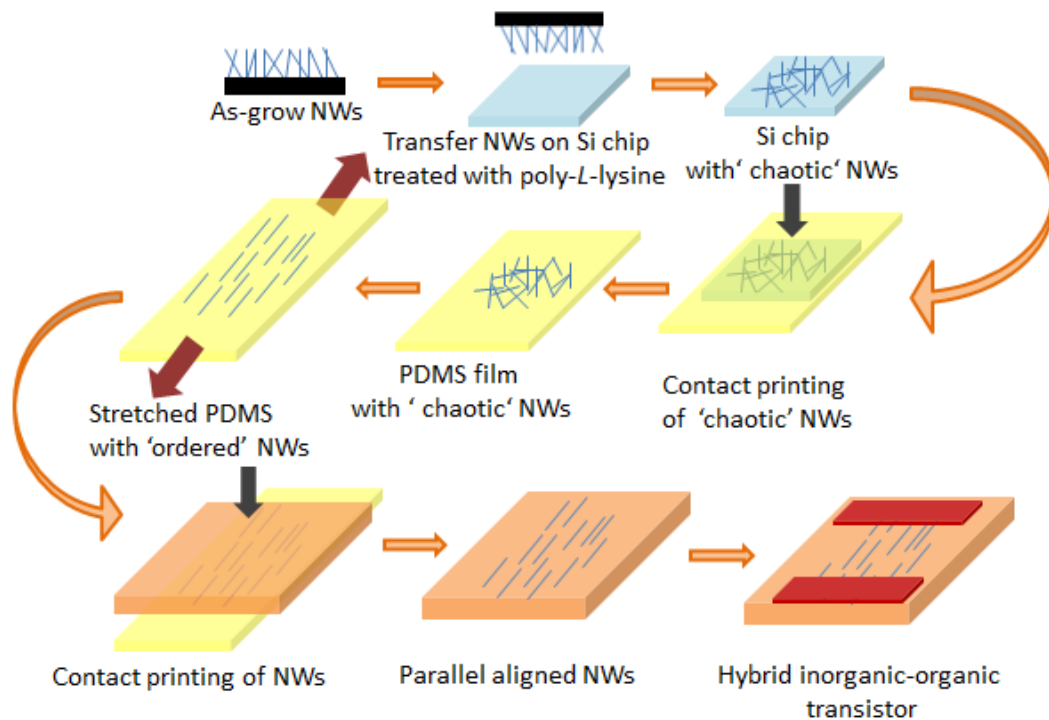 As-grow NWs
Transfer NWs on Si chip
treated with poly-L-lysine
Si chip
with‘ chaotic‘ NWs
Contact printing
of ‘chaotic’ NWs
PDMS film
with ‘ chaotic‘ NWs
Stretched PDMS
with ‘ordered’ NWs
Contact printing of NWs
Parallel aligned NWs
Hybrid inorganic-organic
transistor